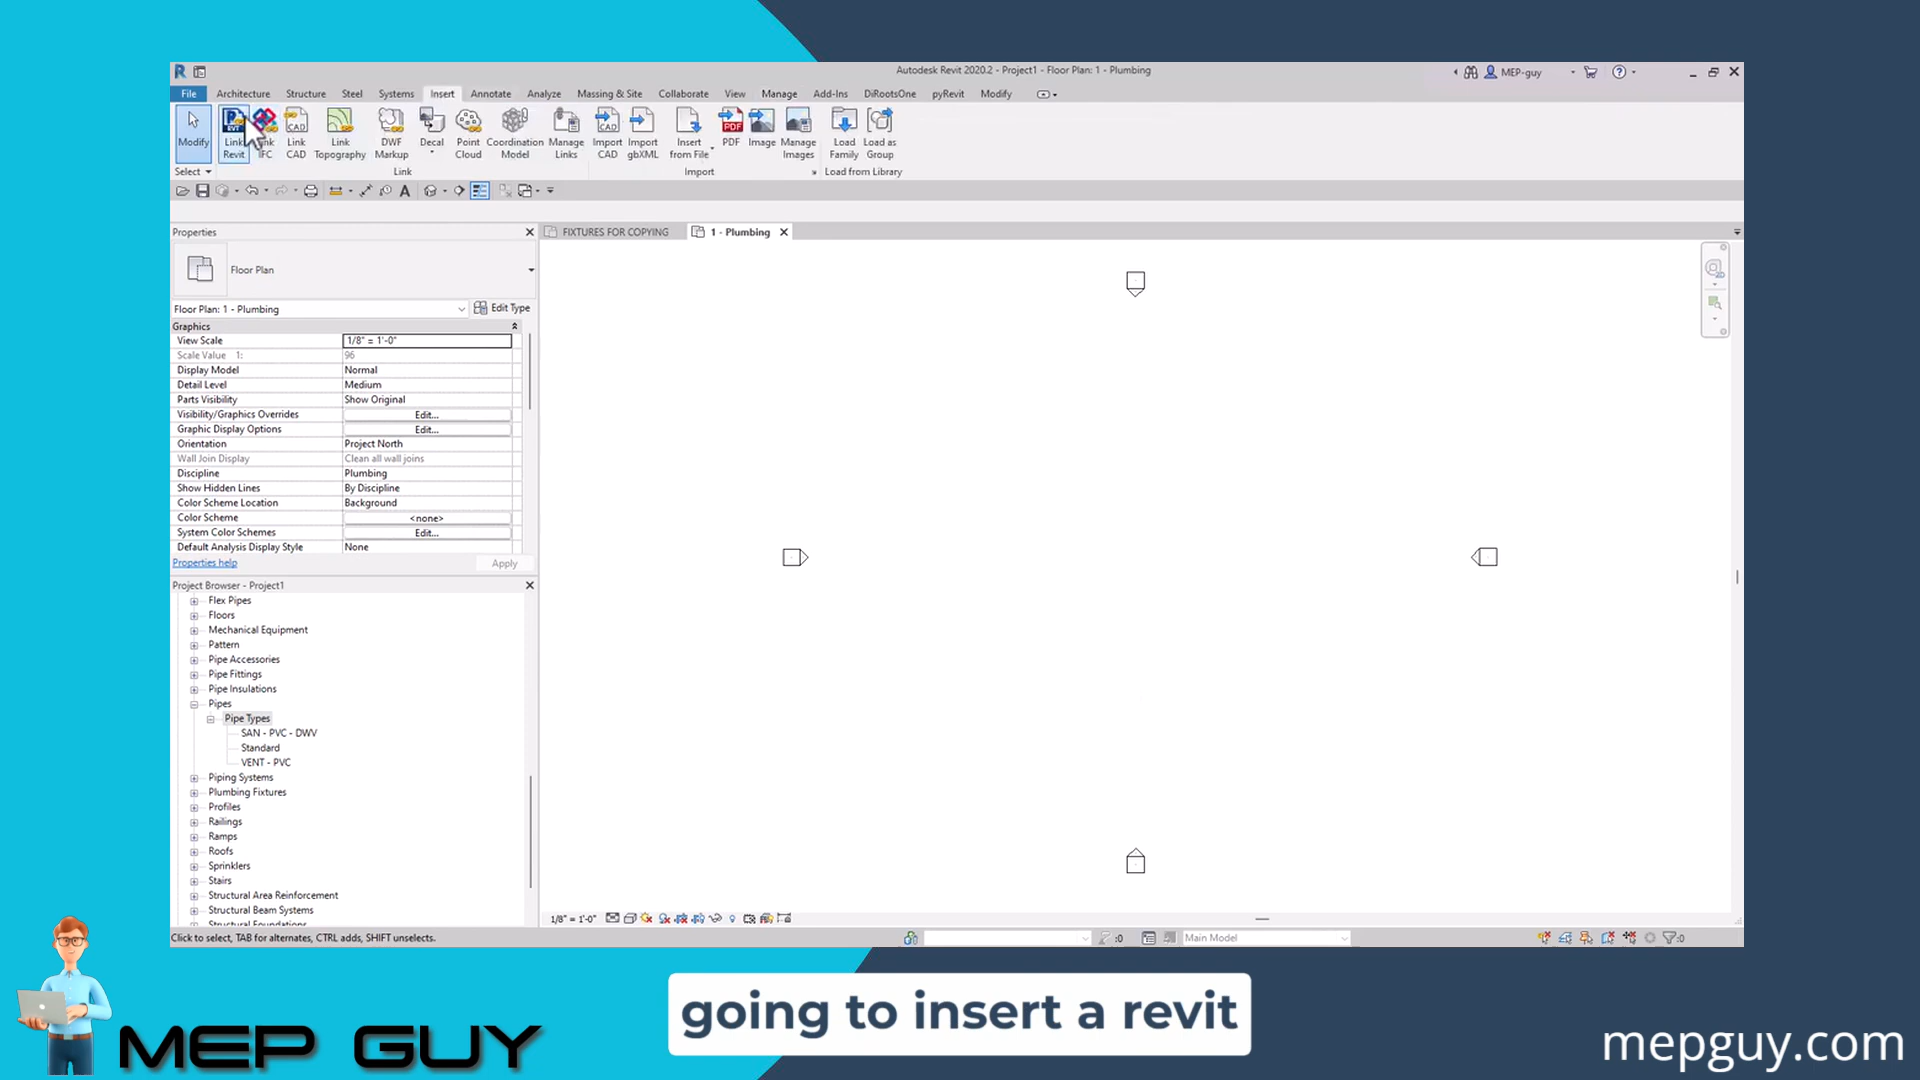 Autodesk Revit 2020.2 - Project1 - Floor Plan: 1 - Plumbing
MEP-guy
File Architecture Structure Steel Systems Insert Annotate Analyze Massing & Site Collaborate View Manage Add-Ins DiRootsOne pyRevit Modify
Modify
Link Revit
IFC
Link CAD
Link Topography
DWF Markup
Decal
Point Cloud
Coordination Model
Manage Links
Import CAD
Import gbXML
Insert from File
PDF
Image
Manage Images
Load Family
Load as Group
Select Link Import Load from Library
Properties
FIXTURES FOR COPYING
1 - Plumbing
Floor Plan
Floor Plan: 1 - Plumbing Edit Type
Graphics
View Scale 1/8" = 1'-0"
Scale Value 1: 96
Display Model Normal
Detail Level Medium
Parts Visibility Show Original
Visibility/Graphics Overrides Edit...
Graphic Display Options Edit...
Orientation Project North
Wall Join Display Clean all wall joins
Discipline Plumbing
Show Hidden Lines By Discipline
Color Scheme Location Background
Color Scheme <none>
System Color Schemes Edit...
Default Analysis Display Style None
Properties help Apply
Project Browser - Project1
Flex Pipes
Floors
Mechanical Equipment
Pattern
Pipe Accessories
Pipe Fittings
Pipe Insulations
Pipes
Pipe Types
SAN - PVC - DWV
Standard
VENT - PVC
Piping Systems
Plumbing Fixtures
Profiles
Railings
Ramps
Roofs
Sprinklers
Stairs
Structural Area Reinforcement
Structural Beam Systems
Structural Foundations
1/8" = 1'-0"
Click to select, TAB for alternates, CTRL adds, SHIFT unselects.
:0
Main Model
:0
going to insert a revit
MEP GUY
mepguy.com